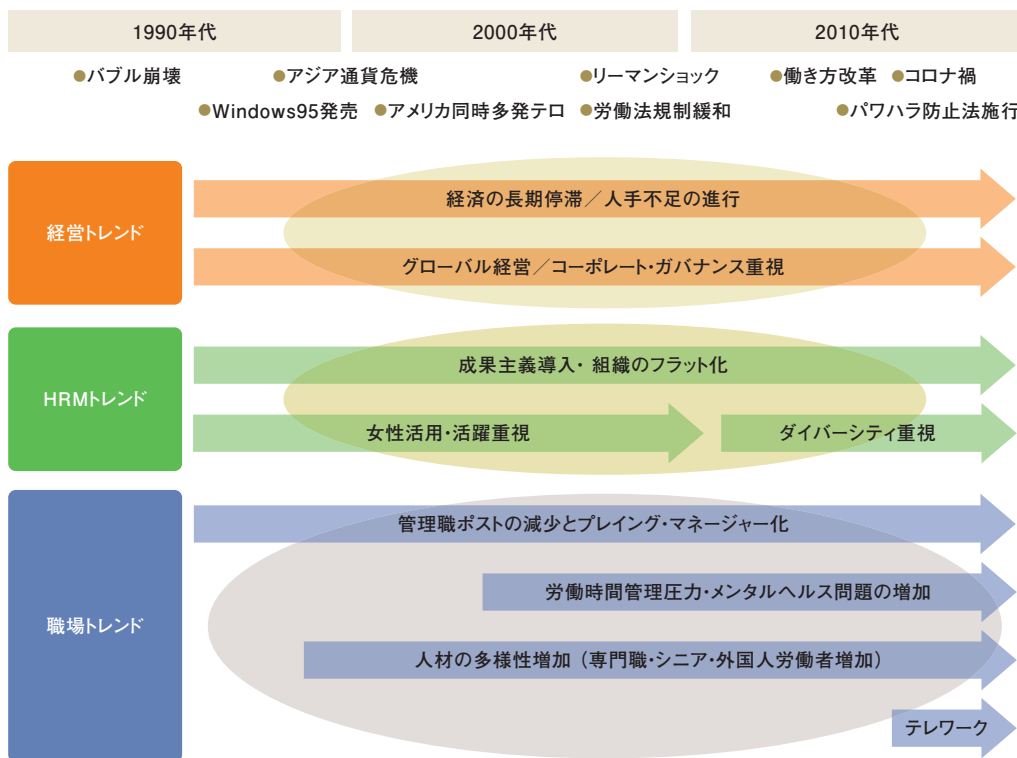 1990年代
2000年代
2010年代
●バブル崩壊
●アジア通貨危機
●リーマンショック
●働き方改革
●コロナ禍
●Windows95発売
●アメリカ同時多発テロ
●労働法規制緩和
●パワハラ防止法施行
経営トレンド
経済の長期停滞／人手不足の進行
グローバル経営／コーポレート・ガバナンス重視
HRMトレンド
成果主義導入・ 組織のフラット化
女性活用・活躍重視
ダイバーシティ重視
職場トレンド
管理職ポストの減少とプレイング・マネージャー化
労働時間管理圧力・メンタルヘルス問題の増加
人材の多様性増加（専門職・シニア・外国人労働者増加）
テレワーク